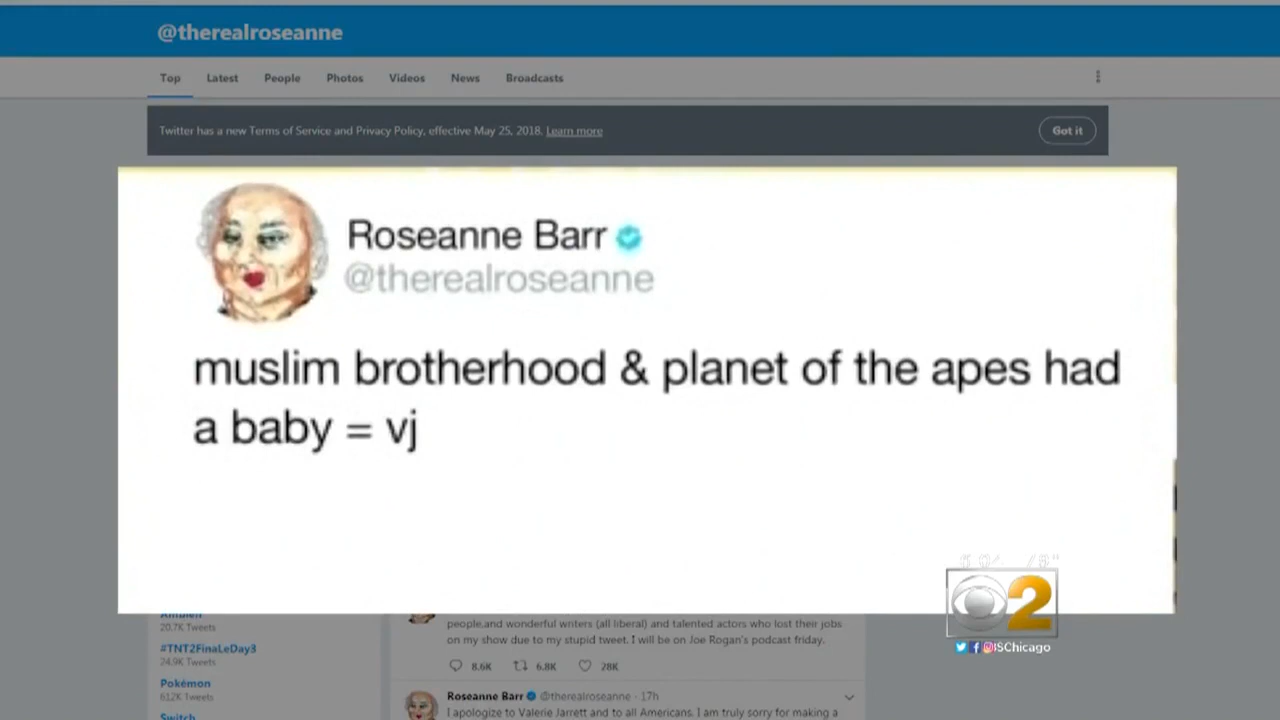 @therealroseanne
Top Latest People Photos Videos News Broadcasts
Twitter has a new Terms of Service and Privacy Policy, effective May 25, 2018. Learn more
Got it
Roseanne Barr
@therealroseanne
muslim brotherhood & planet of the apes had
a baby = vj
20.7K Tweets
#TNT2FinaLeDay3
24.9K Tweets
Pokémon
612K Tweets
Switch
people.and wonderful writers (all liberal) and talented actors who lost their jobs
on my show due to my stupid tweet. I will be on Joe Rogan's podcast friday.
8.6K 6.8K 28K
Roseanne Barr @therealroseanne · 17h
I apologize to Valerie Jarrett and to all Americans. I am truly sorry for making a
2
ISChicago